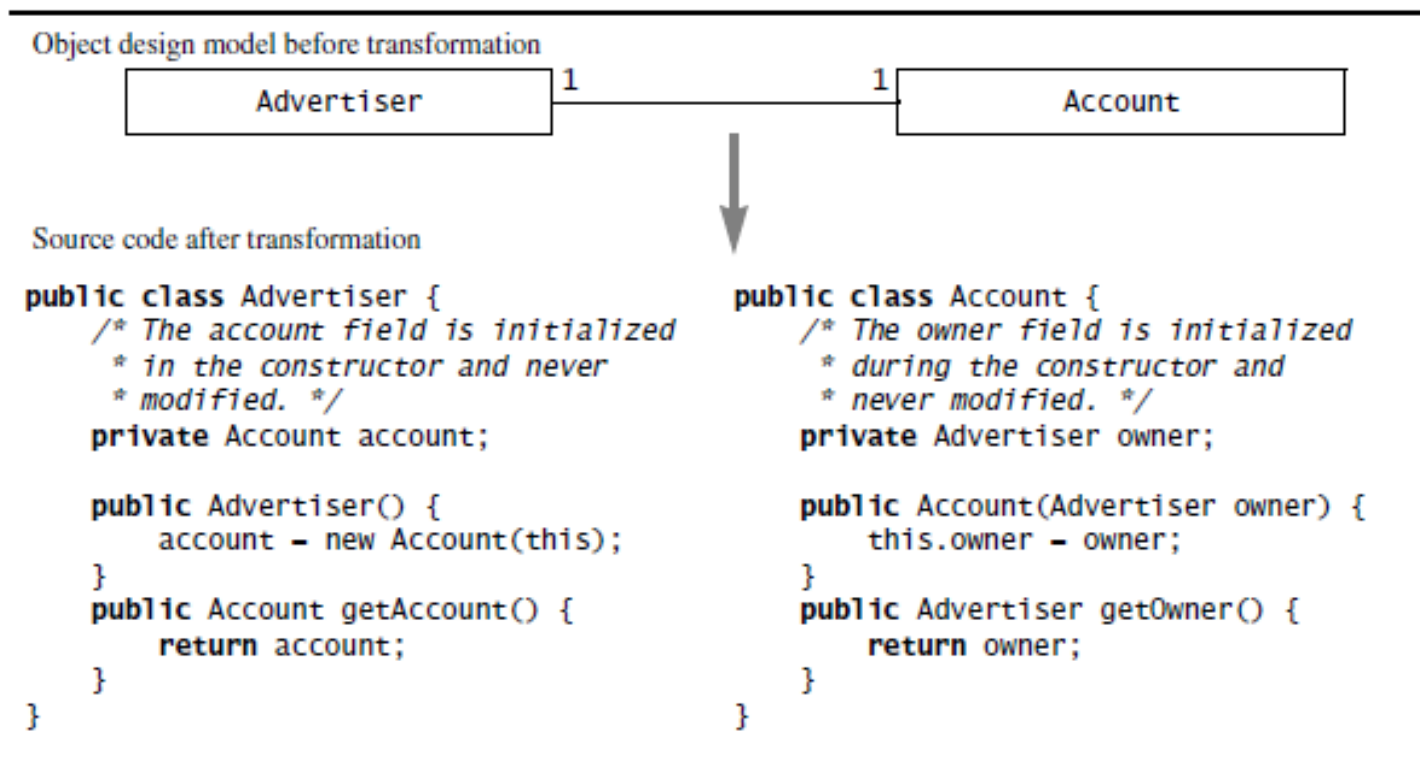 Object design model before transformation
Advertiser 1 1 Account
Source code after transformation
public class Advertiser {
/* The account field is initialized
* in the constructor and never
* modified. */
private Account account;
public Advertiser() {
account = new Account(this);
}
public Account getAccount() {
return account;
}
}
public class Account {
/* The owner field is initialized
* during the constructor and
* never modified. */
private Advertiser owner;
public Account(Advertiser owner) {
this.owner = owner;
}
public Advertiser getOwner() {
return owner;
}
}